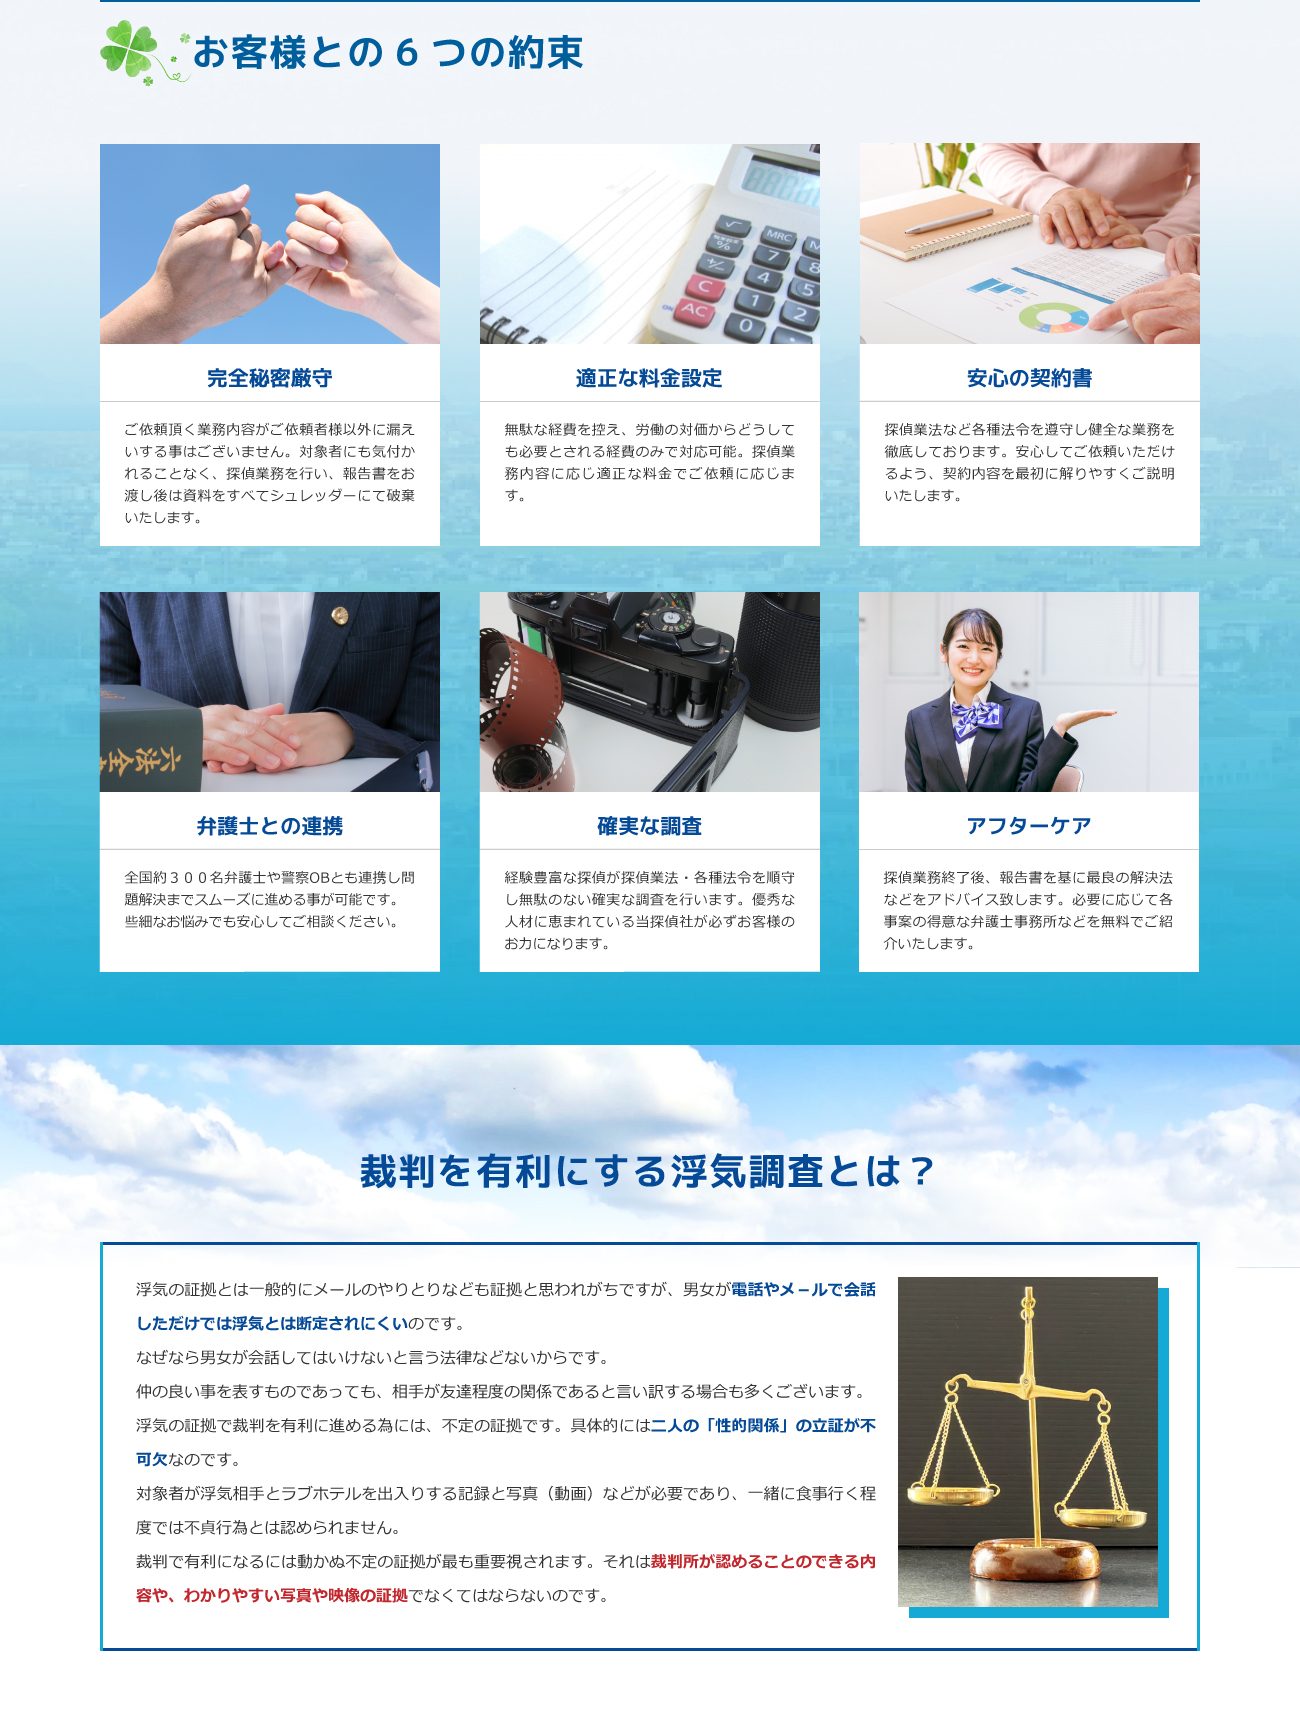 お客様との6つの約束
完全秘密厳守
ご依頼頂く業務内容がご依頼者様以外に漏え
いする事はございません。対象者にも気付か
れることなく、探偵業務を行い、報告書をお
渡し後は資料をすべてシュレッダーにて破棄
いたします。
適正な料金設定
無駄な経費を控え、労働の対価からどうして
も必要とされる経費のみで対応可能。探偵業
務内容に応じ適正な料金でご依頼に応じま
す。
安心の契約書
探偵業法など各種法令を遵守し健全な業務を
徹底しております。安心してご依頼いただけ
るよう、契約内容を最初に解りやすくご説明
いたします。
√
MRC
%
+/-
7
8
C
4
5
AC
1
2
0
六法全
弁護士との連携
全国約３００名弁護士や警察OBとも連携し問
題解決までスムーズに進める事が可能です。
些細なお悩みでも安心してご相談ください。
確実な調査
経験豊富な探偵が探偵業法・各種法令を順守
し無駄のない確実な調査を行います。優秀な
人材に恵まれている当探偵社が必ずお客様の
お力になります。
アフターケア
探偵業務終了後、報告書を基に最良の解決法
などをアドバイス致します。必要に応じて各
事案の得意な弁護士事務所などを無料でご紹
介いたします。
裁判を有利にする浮気調査とは？
浮気の証拠とは一般的にメールのやりとりなども証拠と思われがちですが、男女が電話やメールで会話
しただけでは浮気とは断定されにくいのです。
なぜなら男女が会話してはいけないと言う法律などないからです。
仲の良い事を表すものであっても、相手が友達程度の関係であると言い訳する場合も多くございます。
浮気の証拠で裁判を有利に進める為には、不定の証拠です。具体的には二人の「性的関係」の立証が不
可欠なのです。
対象者が浮気相手とラブホテルを出入りする記録と写真（動画）などが必要であり、一緒に食事行く程
度では不貞行為とは認められません。
裁判で有利になるには動かぬ不定の証拠が最も重要視されます。それは裁判所が認めることのできる内
容や、わかりやすい写真や映像の証拠でなくてはならないのです。